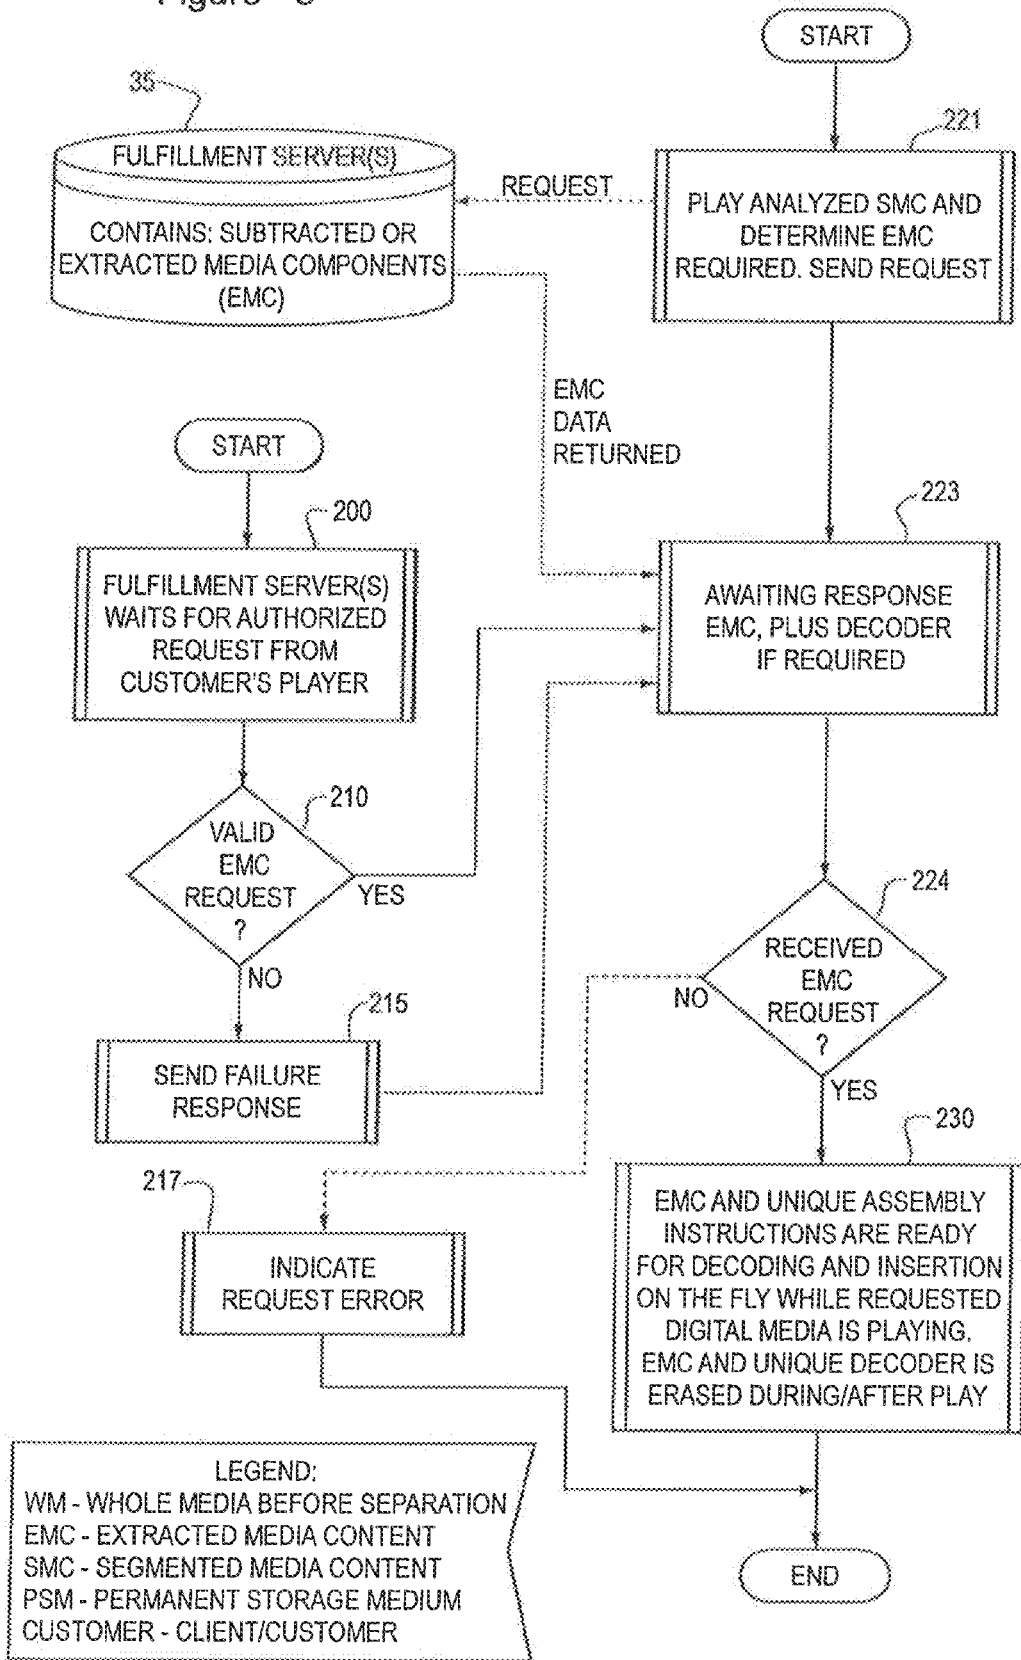 START
35
221
FULFILLMENT SERVER(S)
REQUEST
CONTAINS: SUBTRACTED OR
EXTRACTED MEDIA COMPONENTS
(EMC)
PLAY ANALYZED SMC AND
DETERMINE EMC
REQUIRED. SEND REQUEST
EMC
DATA
RETURNED
START
200
223
FULFILLMENT SERVER(S)
WAITS FOR AUTHORIZED
REQUEST FROM
CUSTOMER'S PLAYER
AWAITING RESPONSE
EMC, PLUS DECODER
IF REQUIRED
210
VALID
EMC
REQUEST
?
YES
NO
224
RECEIVED
EMC
REQUEST
?
NO
YES
215
SEND FAILURE
RESPONSE
230
217
INDICATE
REQUEST ERROR
EMC AND UNIQUE ASSEMBLY
INSTRUCTIONS ARE READY
FOR DECODING AND INSERTION
ON THE FLY WHILE REQUESTED
DIGITAL MEDIA IS PLAYING.
EMC AND UNIQUE DECODER IS
ERASED DURING/AFTER PLAY
LEGEND:
WM - WHOLE MEDIA BEFORE SEPARATION
EMC - EXTRACTED MEDIA CONTENT
SMC - SEGMENTED MEDIA CONTENT
PSM - PERMANENT STORAGE MEDIUM
CUSTOMER - CLIENT/CUSTOMER
END